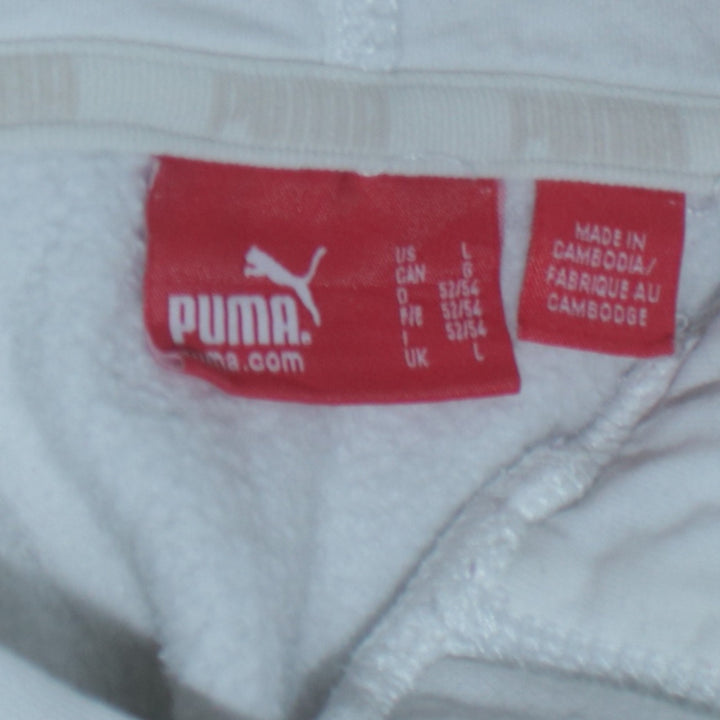 PUMA.
puma.com
US L
CAN G
D 52/54
F/E 52/54
I 52/54
UK L
MADE IN
CAMBODIA/
FABRIQUE AU
CAMBODGE